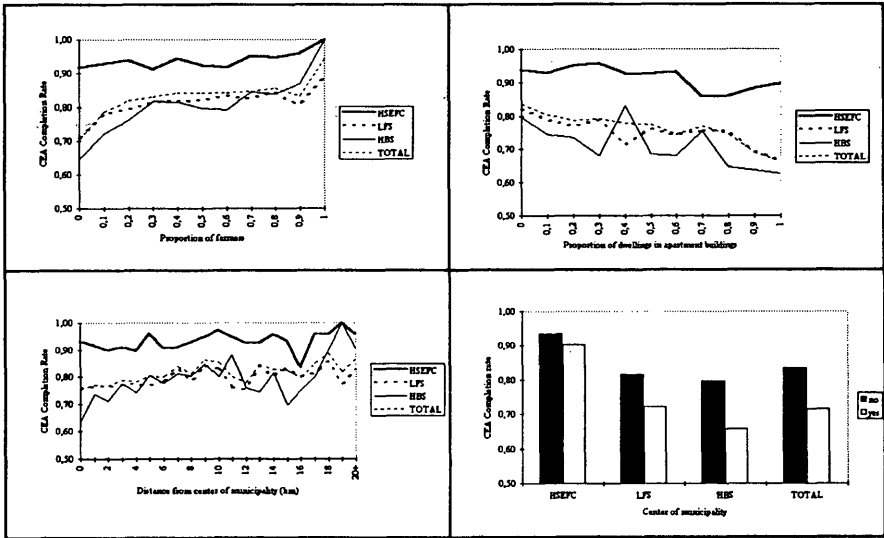 CEA Completion Rate
1,00
0,90
0,80
0,70
0,60
0,50
0
0,1
0,2
0,3
0,4
0,5
0,6
0,7
0,8
0,9
1
Proportion of farmers
HSEFC
LFS
HBS
TOTAL
CEA Completion Rate
1,00
0,90
0,80
0,70
0,60
0,50
0
0,1
0,2
0,3
0,4
0,5
0,6
0,7
0,8
0,9
1
Proportion of dwellings in apartment buildings
HSEFC
LFS
HBS
TOTAL
CEA Completion Rate
1,00
0,90
0,80
0,70
0,60
0,50
0
2
4
6
8
10
12
14
16
18
20+
Distance from center of municipality (km)
HSEFC
LFS
HBS
TOTAL
CEA Completion rate
1,00
0,90
0,80
0,70
0,60
0,50
HSEFC
LFS
HBS
TOTAL
Center of municipality
no
yes